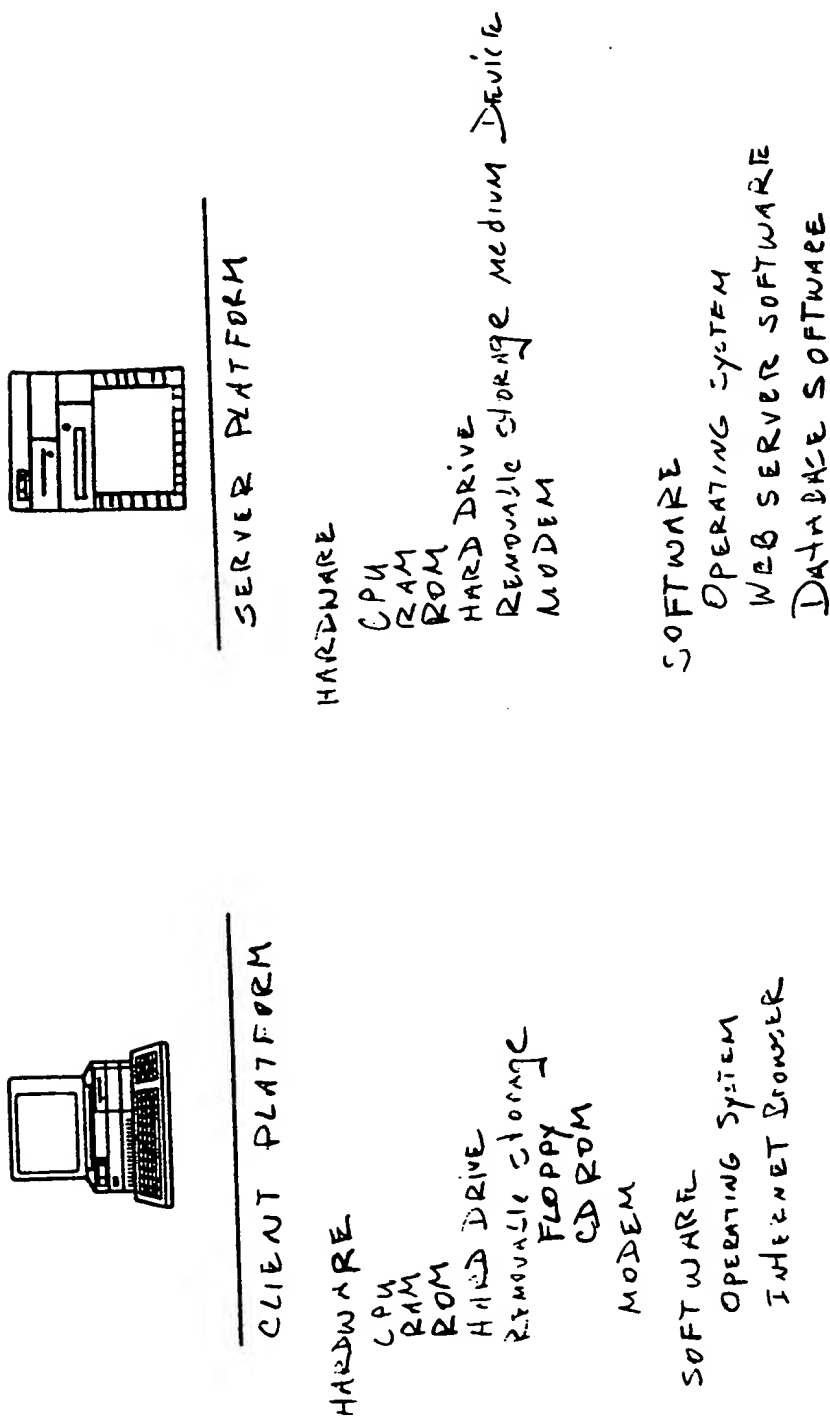 CLIENT PLATFORM
HARDWARE
CPU
RAM
ROM
HARD DRIVE
Removable storage
FLOPPY
CD ROM
MODEM
SOFTWARE
OPERATING SYSTEM
INTERNET BROWSER
SERVER PLATFORM
HARDWARE
CPU
RAM
ROM
HARD DRIVE
Removable storage medium Device
MODEM
SOFTWARE
OPERATING SYSTEM
WEB SERVER SOFTWARE
DATABASE SOFTWARE